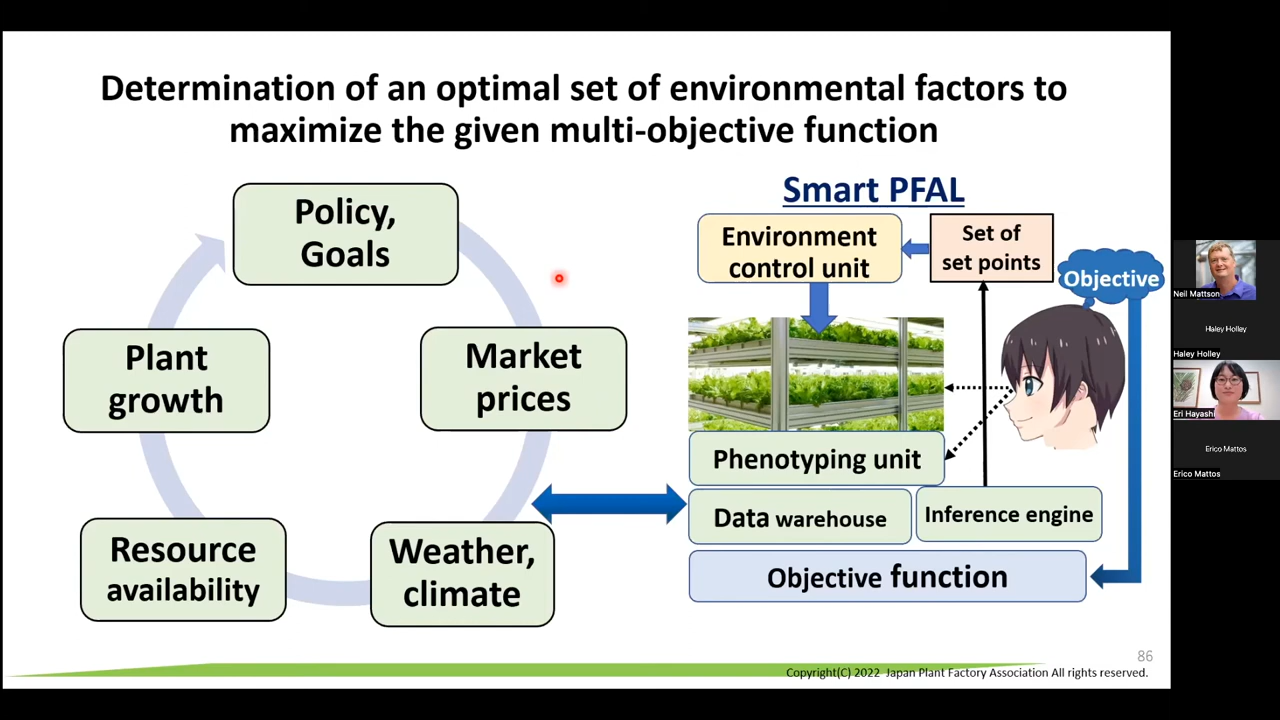 Determination of an optimal set of environmental factors to
maximize the given multi-objective function
Policy,
Goals
Market
prices
Weather,
climate
Resource
availability
Plant
growth
Smart PFAL
Environment
control unit
Set of
set points
Objective
Phenotyping unit
Data warehouse
Inference engine
Objective function
86
Copyright(C) 2022 Japan Plant Factory Association All rights reserved.
Neil Mattson
Haley Holley
Haley Holley
Eri Hayashi
Erico Mattos
Erico Mattos